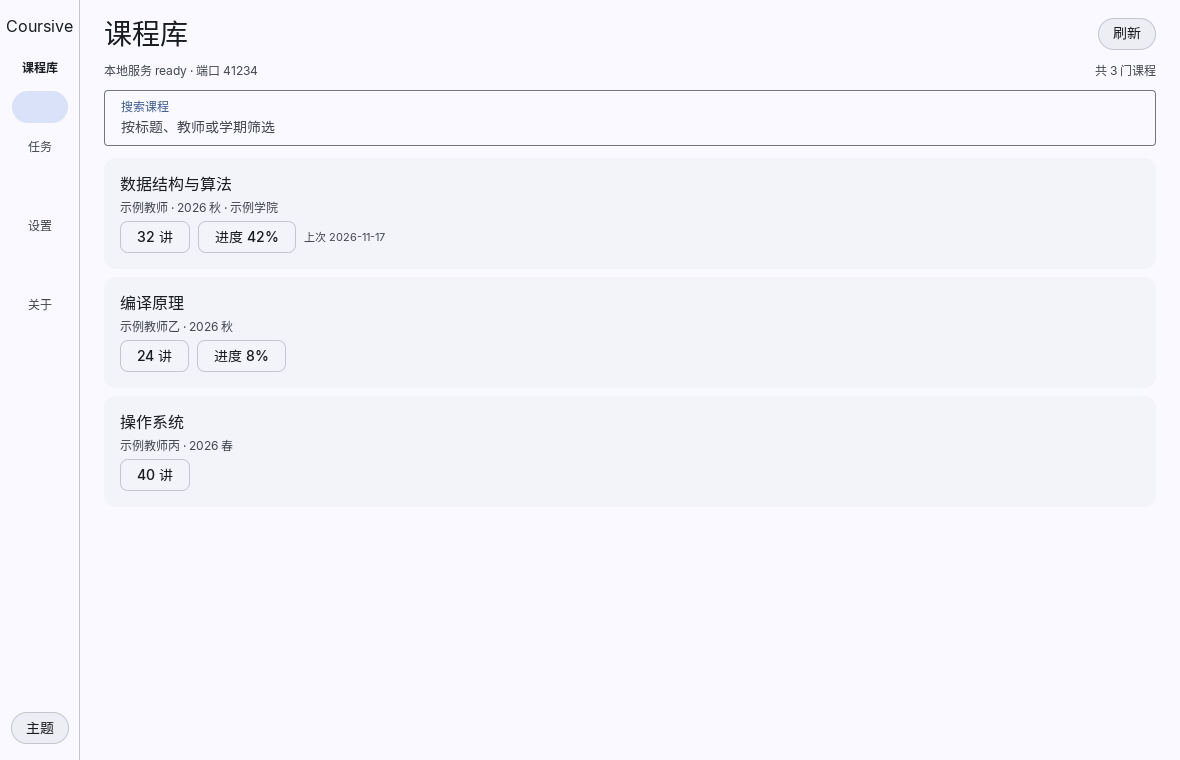 Coursive
课程库
任务
设置
关于
主题
课程库
刷新
本地服务 ready · 端口 41234
共 3 门课程
搜索课程
按标题、教师或学期筛选
数据结构与算法
示例教师 · 2026 秋 · 示例学院
32 讲
进度 42%
上次 2026-11-17
编译原理
示例教师乙 · 2026 秋
24 讲
进度 8%
操作系统
示例教师丙 · 2026 春
40 讲